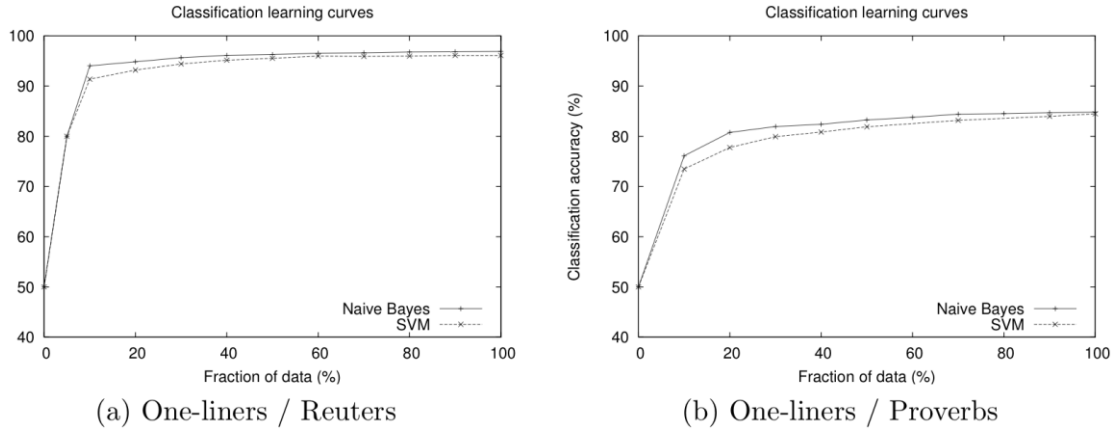 Classification learning curves
100
90
80
70
60
50
40
0 20 40 60 80 100
Naive Bayes
SVM
Fraction of data (%)
(a) One-liners / Reuters
Classification learning curves
Classification accuracy (%)
100
90
80
70
60
50
40
0 20 40 60 80 100
Naive Bayes
SVM
Fraction of data (%)
(b) One-liners / Proverbs